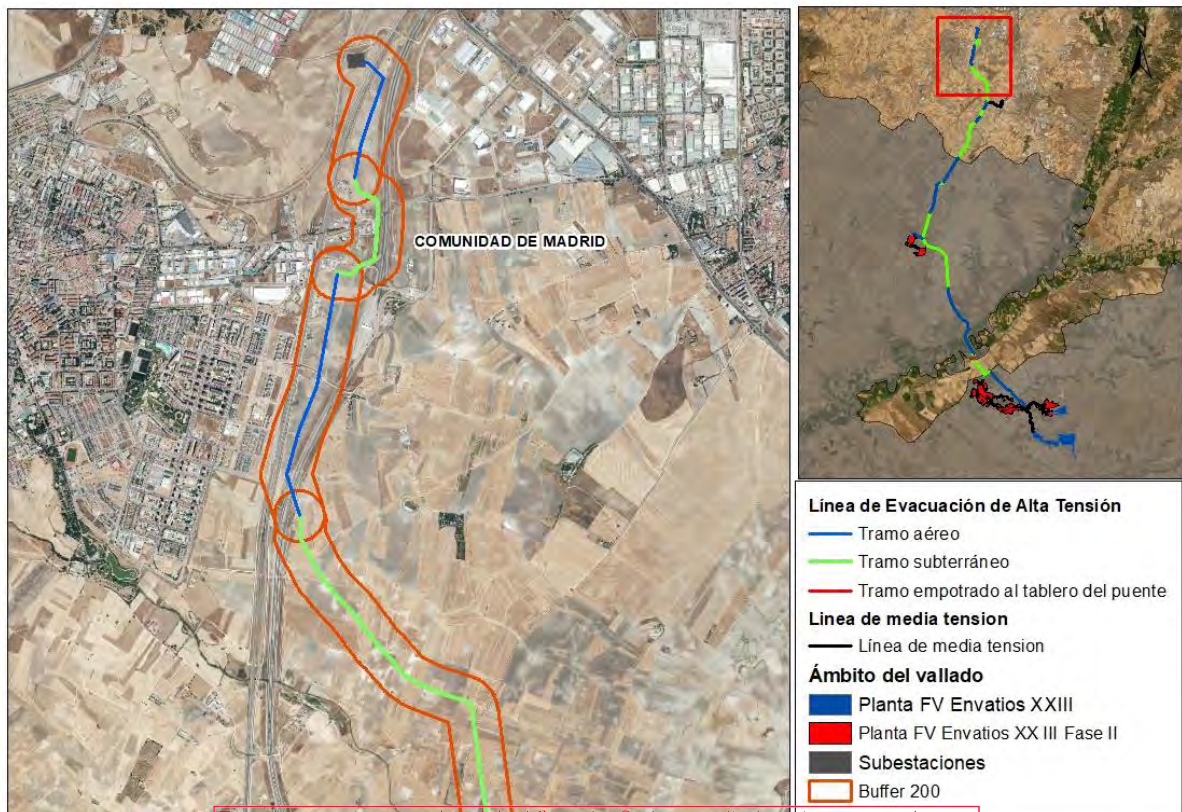 COMUNIDAD DE MADRID
Línea de Evacuación de Alta Tensión
Tramo aéreo
Tramo subterráneo
Tramo empotrado al tablero del puente
Línea de media tension
Línea de media tension
Ámbito del vallado
Planta FV Envatios XXIII
Planta FV Envatios XX III Fase II
Subestaciones
Buffer 200